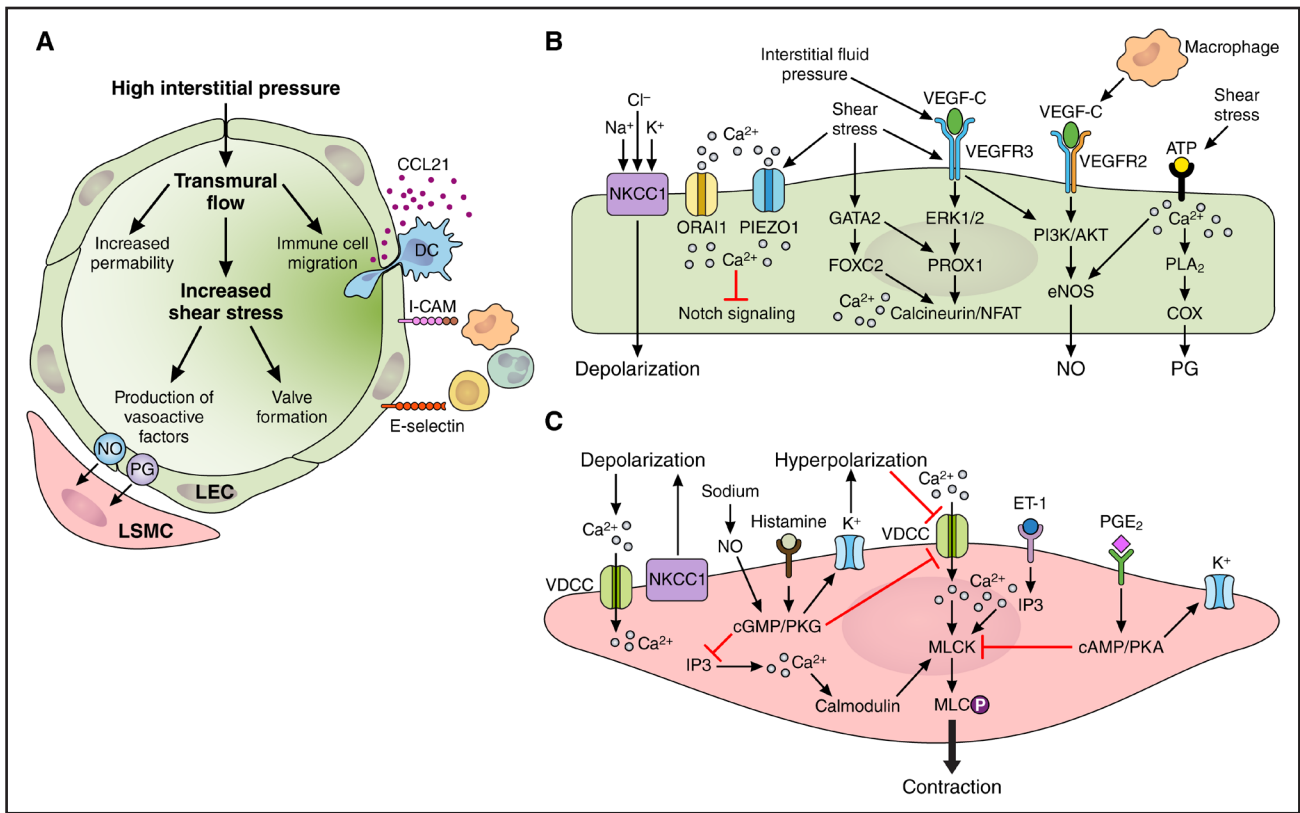 A
High interstitial pressure
Transmural
flow
Increased
permability
Immune cell
migration
Increased
shear stress
Production of
vasoactive
factors
Valve
formation
CCL21
DC
I-CAM
E-selectin
NO
PG
LEC
LSMC
B
Interstitial fluid
pressure
Macrophage
Cl–
Na+
K+
Ca2+
Shear
stress
VEGF-C
VEGFR3
VEGF-C
VEGFR2
Shear
stress
ATP
NKCC1
ORAI1
PIEZO1
Ca2+
Notch signaling
Depolarization
GATA2
FOXC2
ERK1/2
PROX1
Ca2+
Calcineurin/NFAT
PI3K/AKT
eNOS
NO
Ca2+
PLA2
COX
PG
C
Depolarization
Hyperpolarization
Sodium
Ca2+
VDCC
Ca2+
NKCC1
NO
Histamine
K+
cGMP/PKG
IP3
Ca2+
Calmodulin
Ca2+
VDCC
ET-1
Ca2+
IP3
MLCK
MLC P
Contraction
PGE2
cAMP/PKA
K+